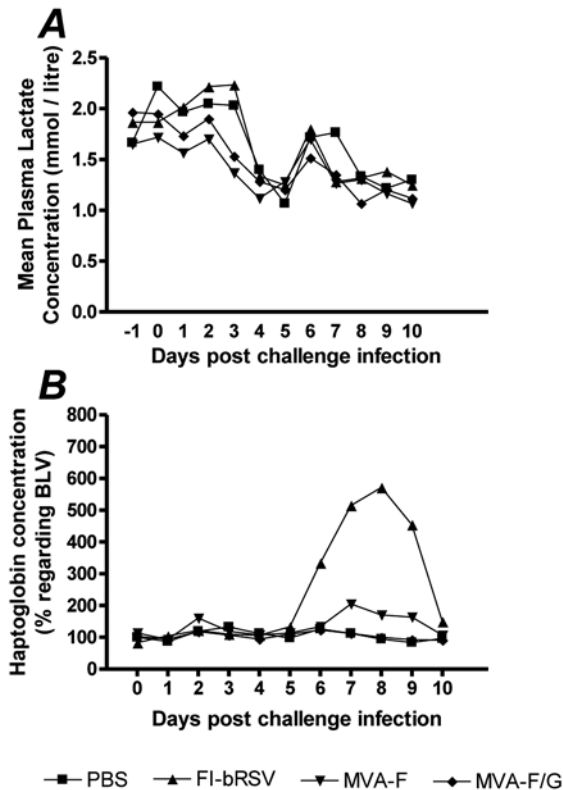 A
Mean Plasma Lactate
Concentration (mmol / litre)
2.5
2.0
1.5
1.0
0.5
0.0
-1 0 1 2 3 4 5 6 7 8 9 10
Days post challenge infection
B
Haptoglobin concentration
(% regarding BLV)
800
700
600
500
400
300
200
100
0
0 1 2 3 4 5 6 7 8 9 10
Days post challenge infection
PBS FI-bRSV MVA-F MVA-F/G